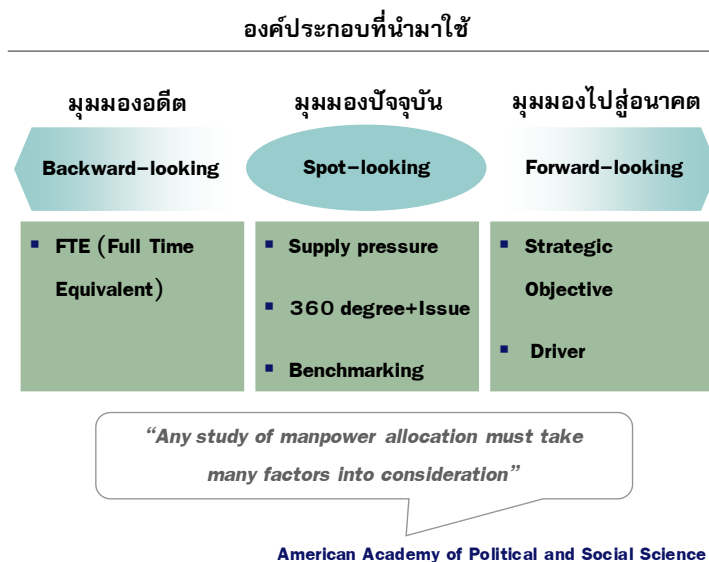 องค์ประกอบที่นำมาใช้
มุมมองอดีต
มุมมองปัจจุบัน
มุมมองไปสู่อนาคต
Backward-looking
Spot-looking
Forward-looking
▪ FTE (Full Time
Equivalent)
▪ Supply pressure
▪ 360 degree+Issue
▪ Benchmarking
▪ Strategic
Objective
▪ Driver
“Any study of manpower allocation must take
many factors into consideration”
American Academy of Political and Social Science